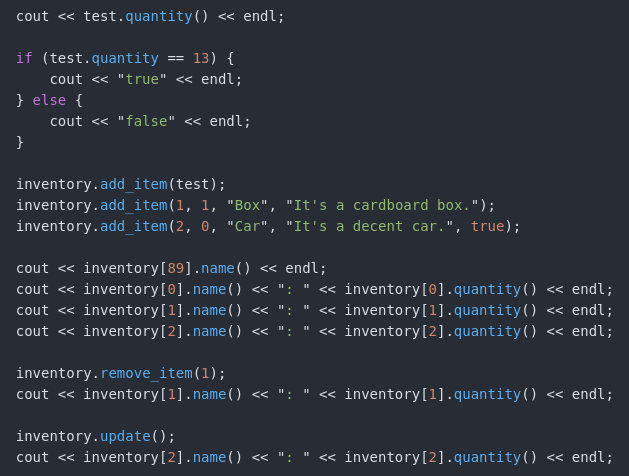 cout << test.quantity() << endl;
if (test.quantity == 13) {
    cout << "true" << endl;
} else {
    cout << "false" << endl;
}
inventory.add_item(test);
inventory.add_item(1, 1, "Box", "It's a cardboard box.");
inventory.add_item(2, 0, "Car", "It's a decent car.", true);
cout << inventory[89].name() << endl;
cout << inventory[0].name() << ": " << inventory[0].quantity() << endl;
cout << inventory[1].name() << ": " << inventory[1].quantity() << endl;
cout << inventory[2].name() << ": " << inventory[2].quantity() << endl;
inventory.remove_item(1);
cout << inventory[1].name() << ": " << inventory[1].quantity() << endl;
inventory.update();
cout << inventory[2].name() << ": " << inventory[2].quantity() << endl;